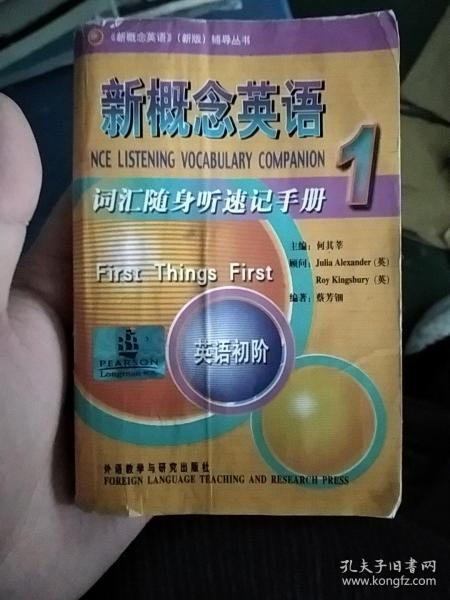 《新概念英语》(新版) 辅导丛书
新概念英语
1
NCE LISTENING VOCABULARY COMPANION
词汇随身听速记手册
主编: 何其莘
顾问: Julia Alexander (英)
Roy Kingsbury (英)
编著: 蔡芳钿
First Things First
英语初阶
PEARSON
Longman
外语教学与研究出版社
FOREIGN LANGUAGE TEACHING AND RESEARCH PRESS
孔夫子旧书网
www.kongfz.com